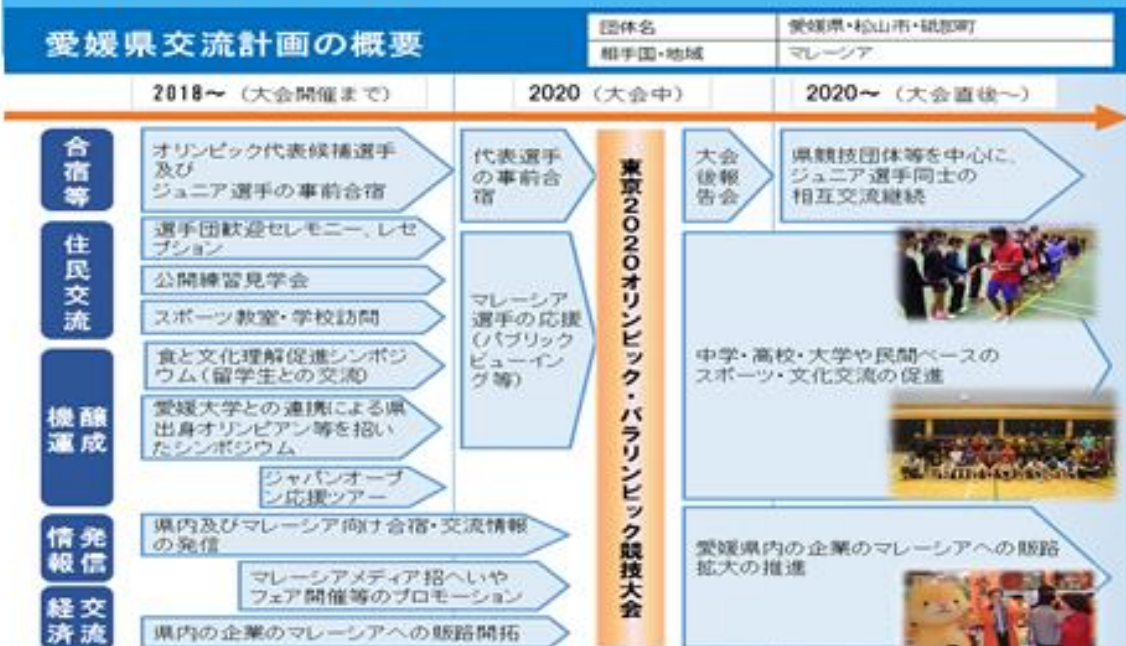 愛媛県交流計画の概要
団体名
愛媛県・松山市・砥部町
相手国・地域
マレーシア
2018～（大会開催まで）
2020（大会中）
2020～（大会直後～）
合宿等
オリンピック代表候補選手
及び
ジュニア選手の事前合宿
代表選手
の事前合
宿
大会
後報
告会
県競技団体等を中心に、
ジュニア選手同士の
相互交流継続
住民交流
選手団歓迎セレモニー、レセ
プション
公開練習見学会
スポーツ教室・学校訪問
マレーシア
選手の応援
（パブリック
ビューイン
グ等）
東京2020オリンピック・パラリンピック競技大会
中学・高校・大学や民間ベースの
スポーツ・文化交流の促進
機運醸成
食と文化理解促進シンポジ
ウム（留学生との交流）
愛媛大学との連携による県
出身オリンピアン等を招い
たシンポジウム
ジャパンオープ
ン応援ツアー
情報発信
県内及びマレーシア向け合宿・交流情報
の発信
マレーシアメディア招へいや
フェア開催等のプロモーション
経済交流
県内の企業のマレーシアへの販路開拓
愛媛県内の企業のマレーシアへの販路
拡大の推進